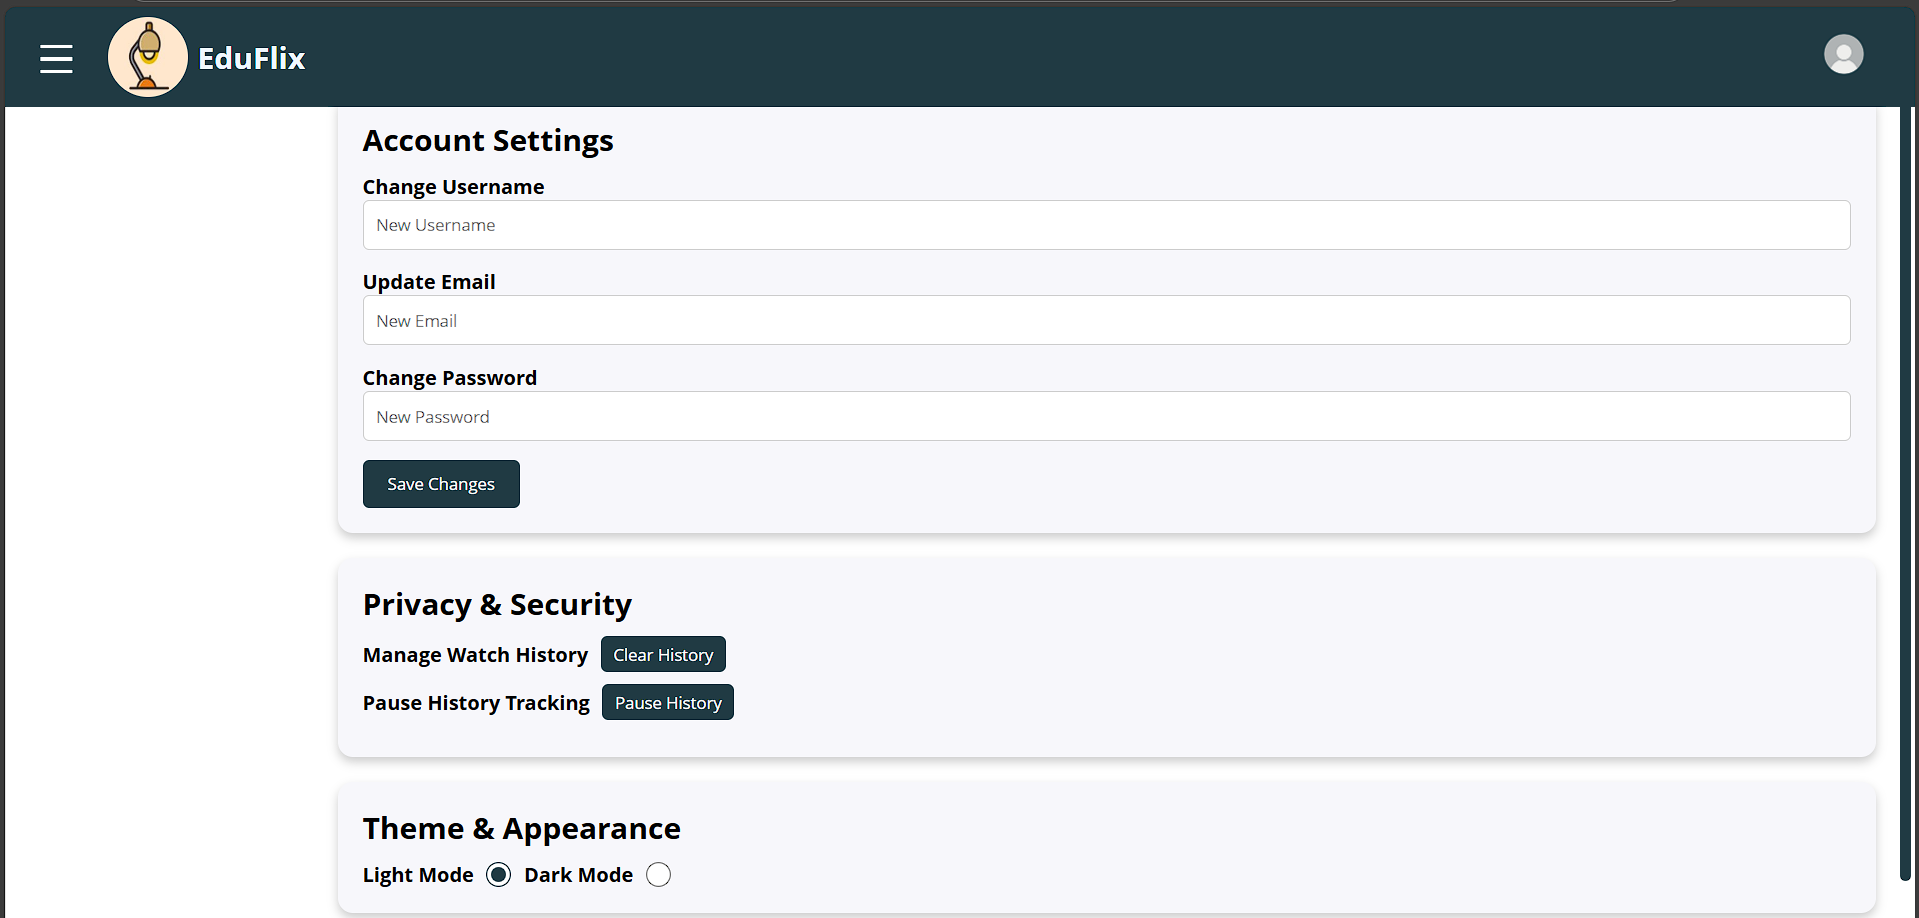 EduFlix
Account Settings
Change Username
New Username
Update Email
New Email
Change Password
New Password
Save Changes
Privacy & Security
Manage Watch History Clear History
Pause History Tracking Pause History
Theme & Appearance
Light Mode Dark Mode